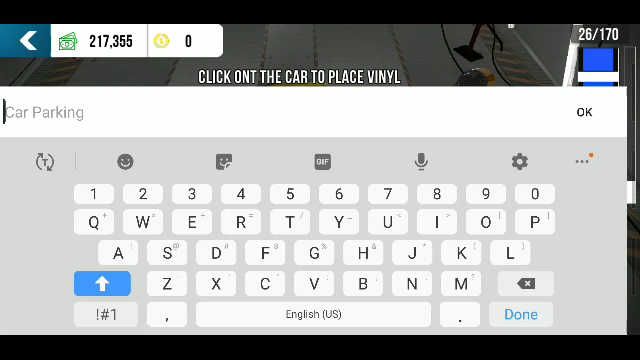 217,355 0 26/170
CLICK ONT THE CAR TO PLACE VINYL
Car Parking OK
GIF
1 2 3 4 5 6 7 8 9 0
Q W E R T Y U I O P
A S D F G H J K L
Z X C V B N M
!#1 , English (US) . Done